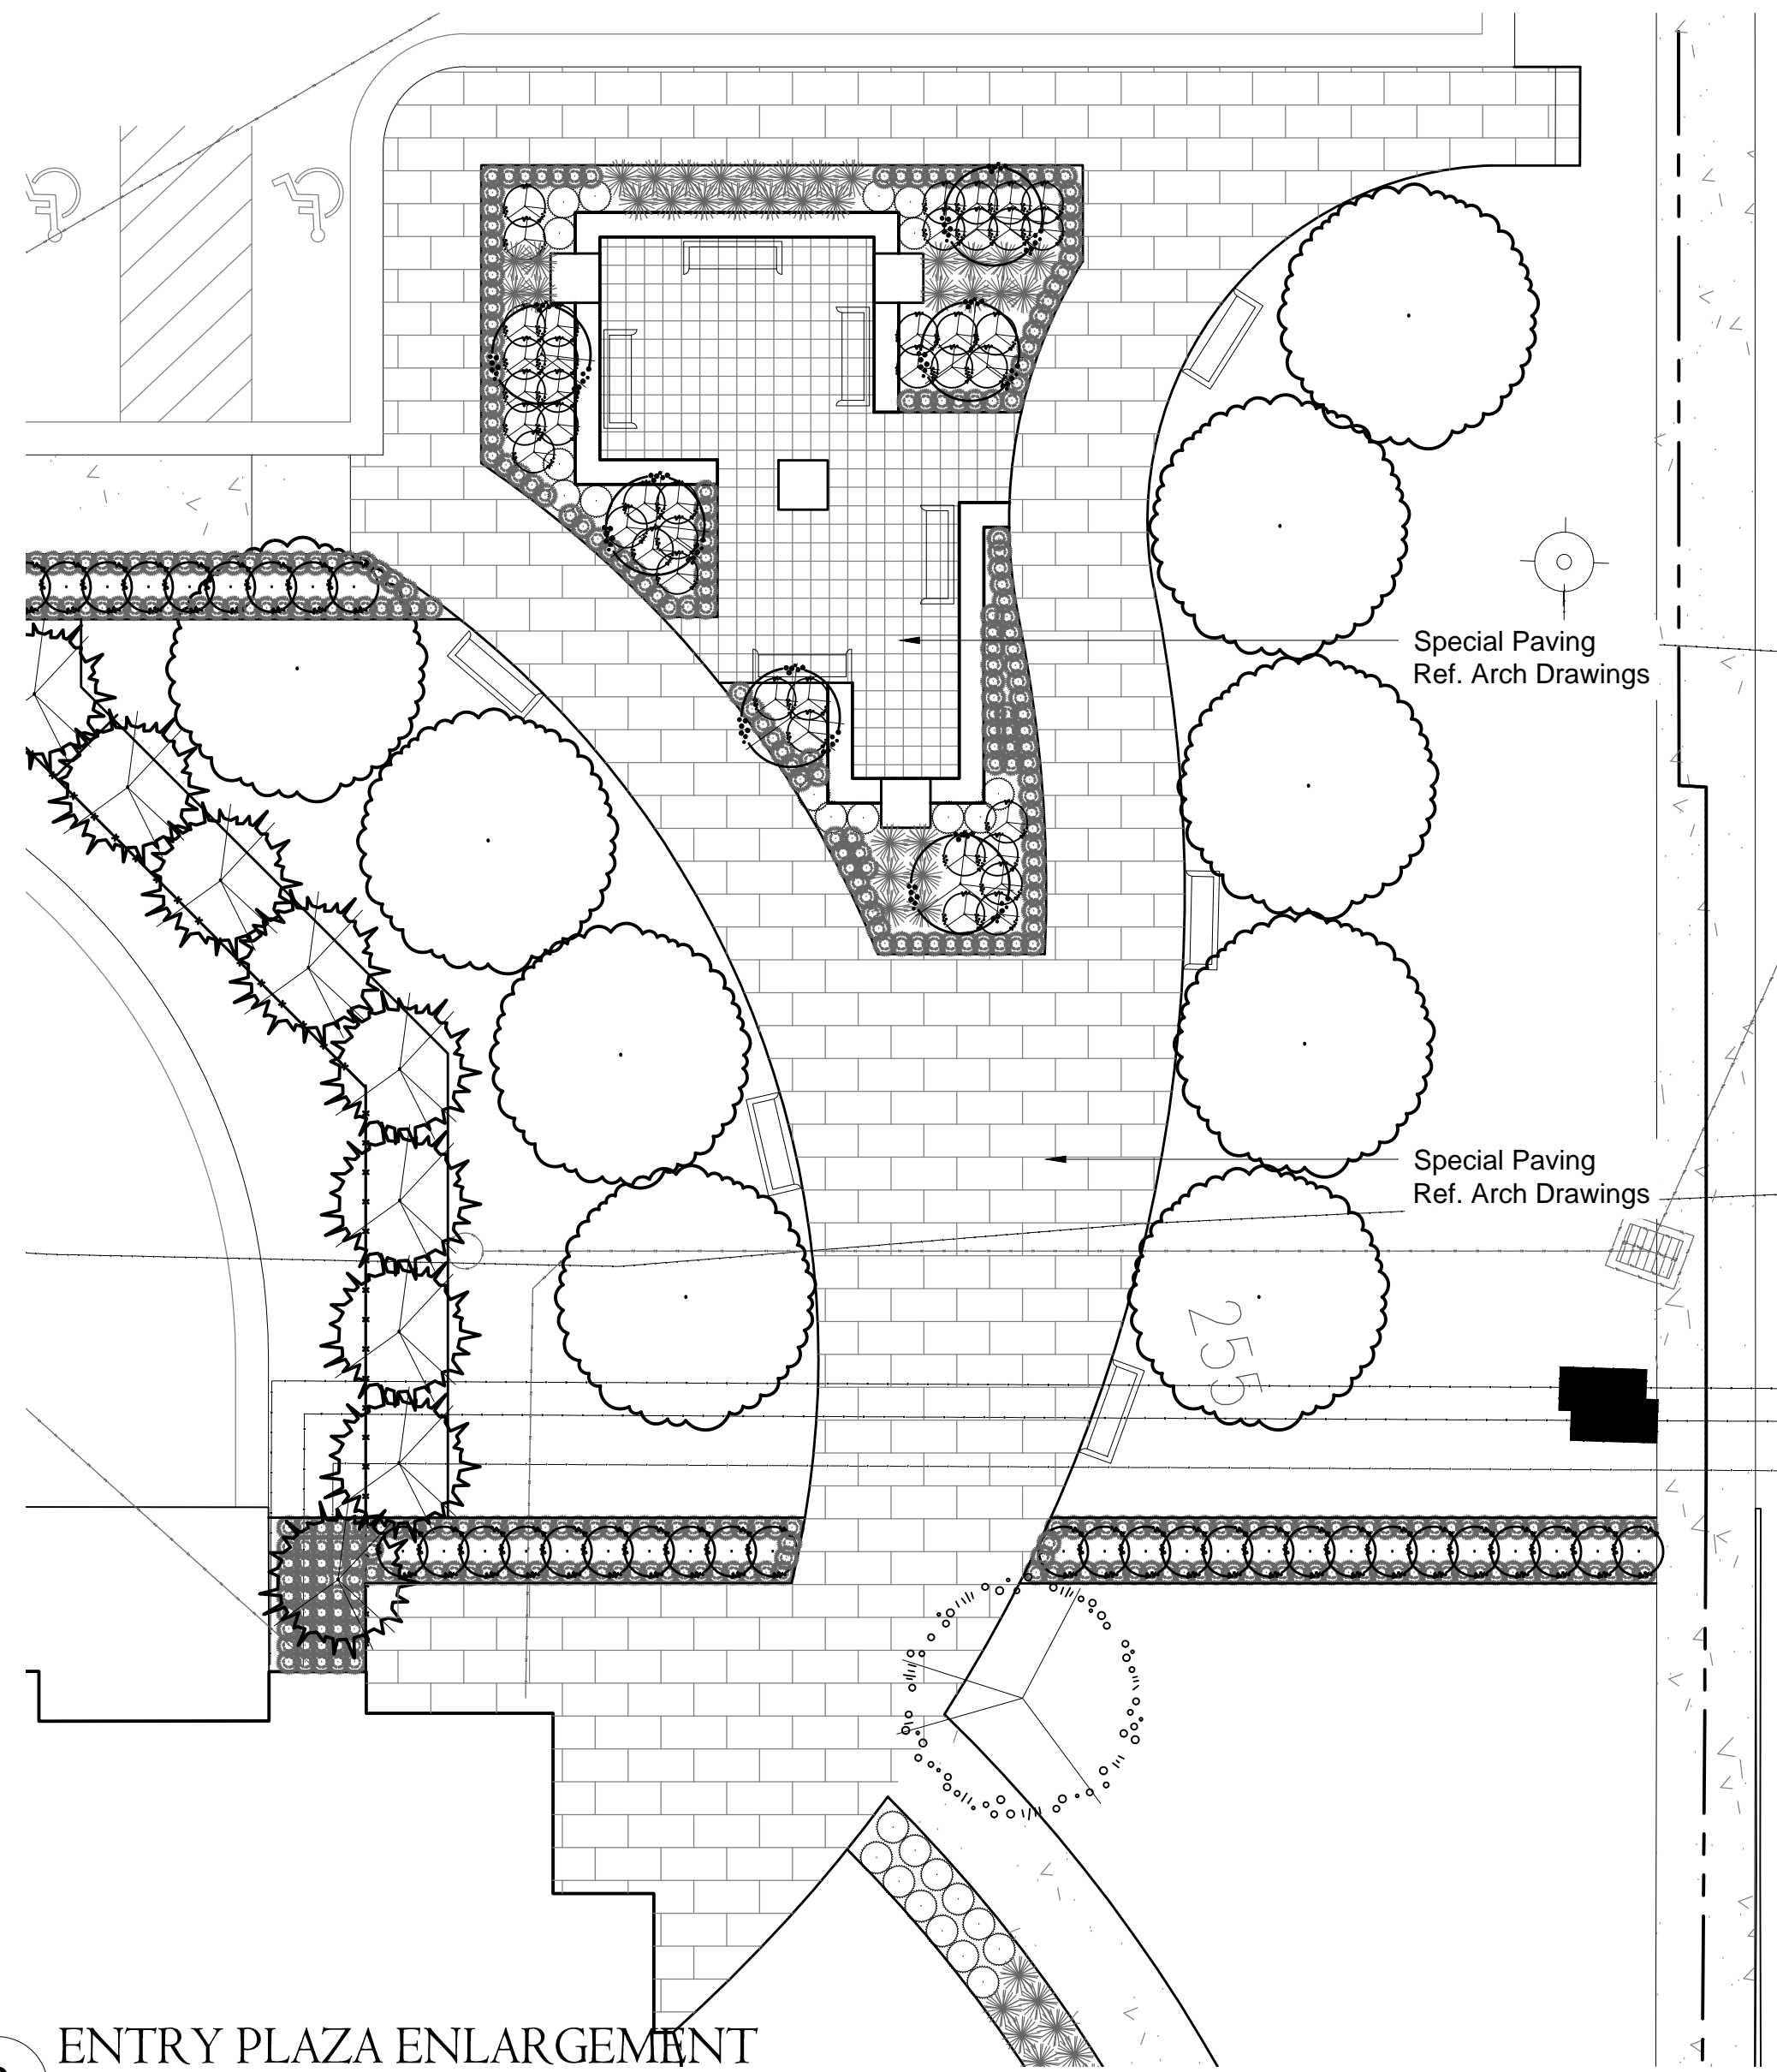 Special Paving
Ref. Arch Drawings
Special Paving
Ref. Arch Drawings
255
ENTRY PLAZA ENLARGEMENT